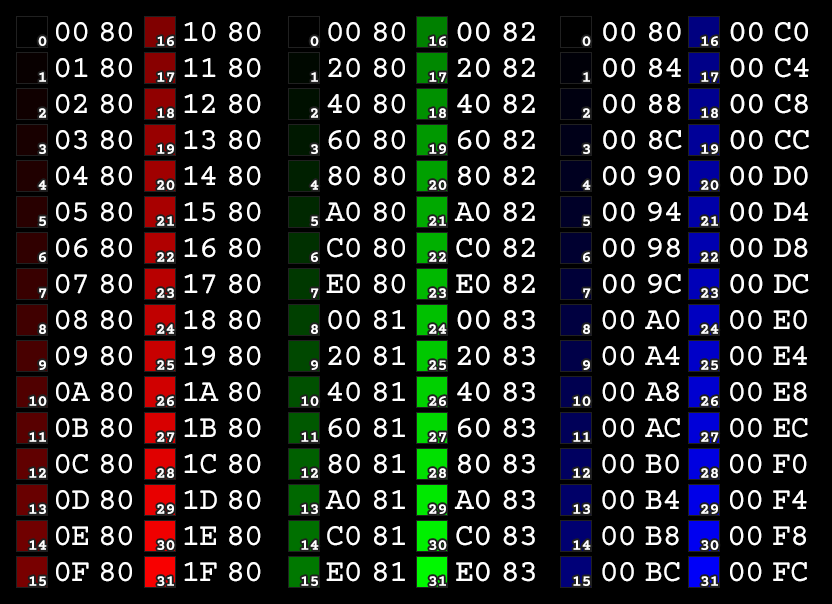 0 00 80 16 10 80 0 00 80 16 00 82 0 00 80 16 00 C0
1 01 80 17 11 80 1 20 80 17 20 82 1 00 84 17 00 C4
2 02 80 18 12 80 2 40 80 18 40 82 2 00 88 18 00 C8
3 03 80 19 13 80 3 60 80 19 60 82 3 00 8C 19 00 CC
4 04 80 20 14 80 4 80 80 20 80 82 4 00 90 20 00 D0
5 05 80 21 15 80 5 A0 80 21 A0 82 5 00 94 21 00 D4
6 06 80 22 16 80 6 C0 80 22 C0 82 6 00 98 22 00 D8
7 07 80 23 17 80 7 E0 80 23 E0 82 7 00 9C 23 00 DC
8 08 80 24 18 80 8 00 81 24 00 83 8 00 A0 24 00 E0
9 09 80 25 19 80 9 20 81 25 20 83 9 00 A4 25 00 E4
10 0A 80 26 1A 80 10 40 81 26 40 83 10 00 A8 26 00 E8
11 0B 80 27 1B 80 11 60 81 27 60 83 11 00 AC 27 00 EC
12 0C 80 28 1C 80 12 80 81 28 80 83 12 00 B0 28 00 F0
13 0D 80 29 1D 80 13 A0 81 29 A0 83 13 00 B4 29 00 F4
14 0E 80 30 1E 80 14 C0 81 30 C0 83 14 00 B8 30 00 F8
15 0F 80 31 1F 80 15 E0 81 31 E0 83 15 00 BC 31 00 FC